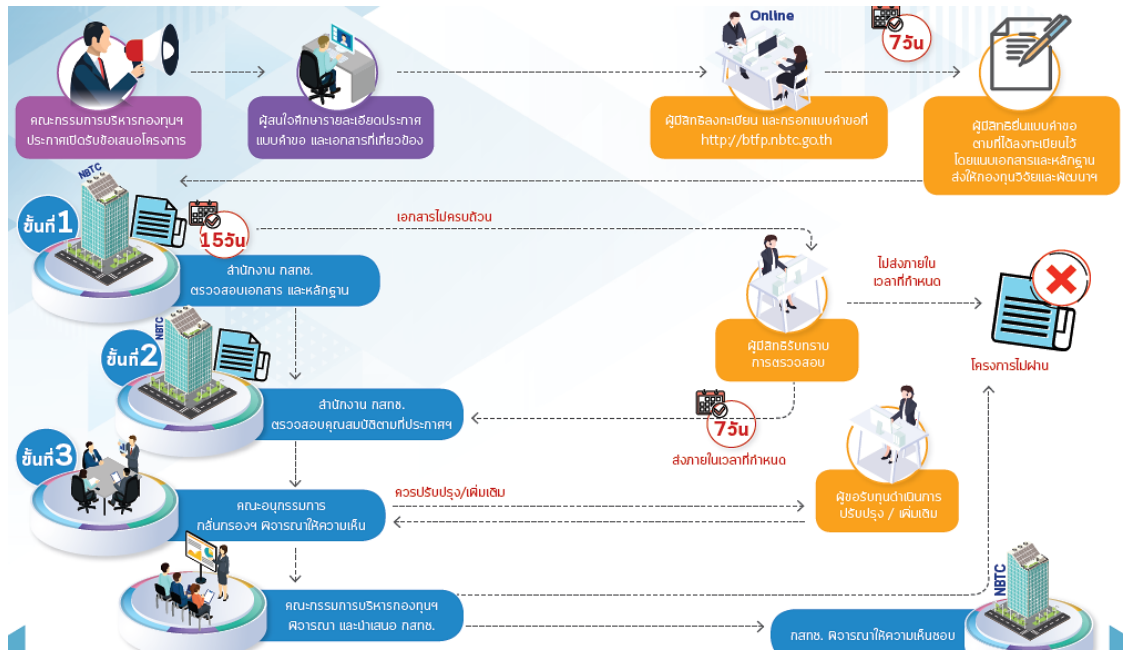 Online
7วัน
คณะกรรมการบริหารกองทุนฯ
ประกาศเปิดรับข้อเสนอโครงการ
ผู้สนใจศึกษารายละเอียดประกาศ
แบบคำขอ และเอกสารที่เกี่ยวข้อง
ผู้มีสิทธิลงทะเบียน และกรอกแบบคำขอที่
http://btfp.nbtc.go.th
ผู้มีสิทธิยื่นแบบคำขอ
ตามที่ได้ลงทะเบียนไว้
โดยแนบเอกสารและหลักฐาน
ส่งให้กองทุนวิจัยและพัฒนาฯ
NBTC
ขั้นที่1
15วัน
เอกสารไม่ครบถ้วน
สำนักงาน กสทช.
ตรวจสอบเอกสาร และหลักฐาน
ไม่ส่งภายใน
เวลาที่กำหนด
ผู้มีสิทธิรับทราบ
การตรวจสอบ
โครงการไม่ผ่าน
NBTC
ขั้นที่2
สำนักงาน กสทช.
ตรวจสอบคุณสมบัติตามที่ประกาศฯ
7วัน
ส่งภายในเวลาที่กำหนด
ขั้นที่3
คณะอนุกรรมการ
กลั่นกรองฯ พิจารณาให้ความเห็น
ควรปรับปรุง/เพิ่มเติม
ผู้ขอรับทุนดำเนินการ
ปรับปรุง / เพิ่มเติม
คณะกรรมการบริหารกองทุนฯ
พิจารณา และนำเสนอ กสทช.
NBTC
กสทช. พิจารณาให้ความเห็นชอบ